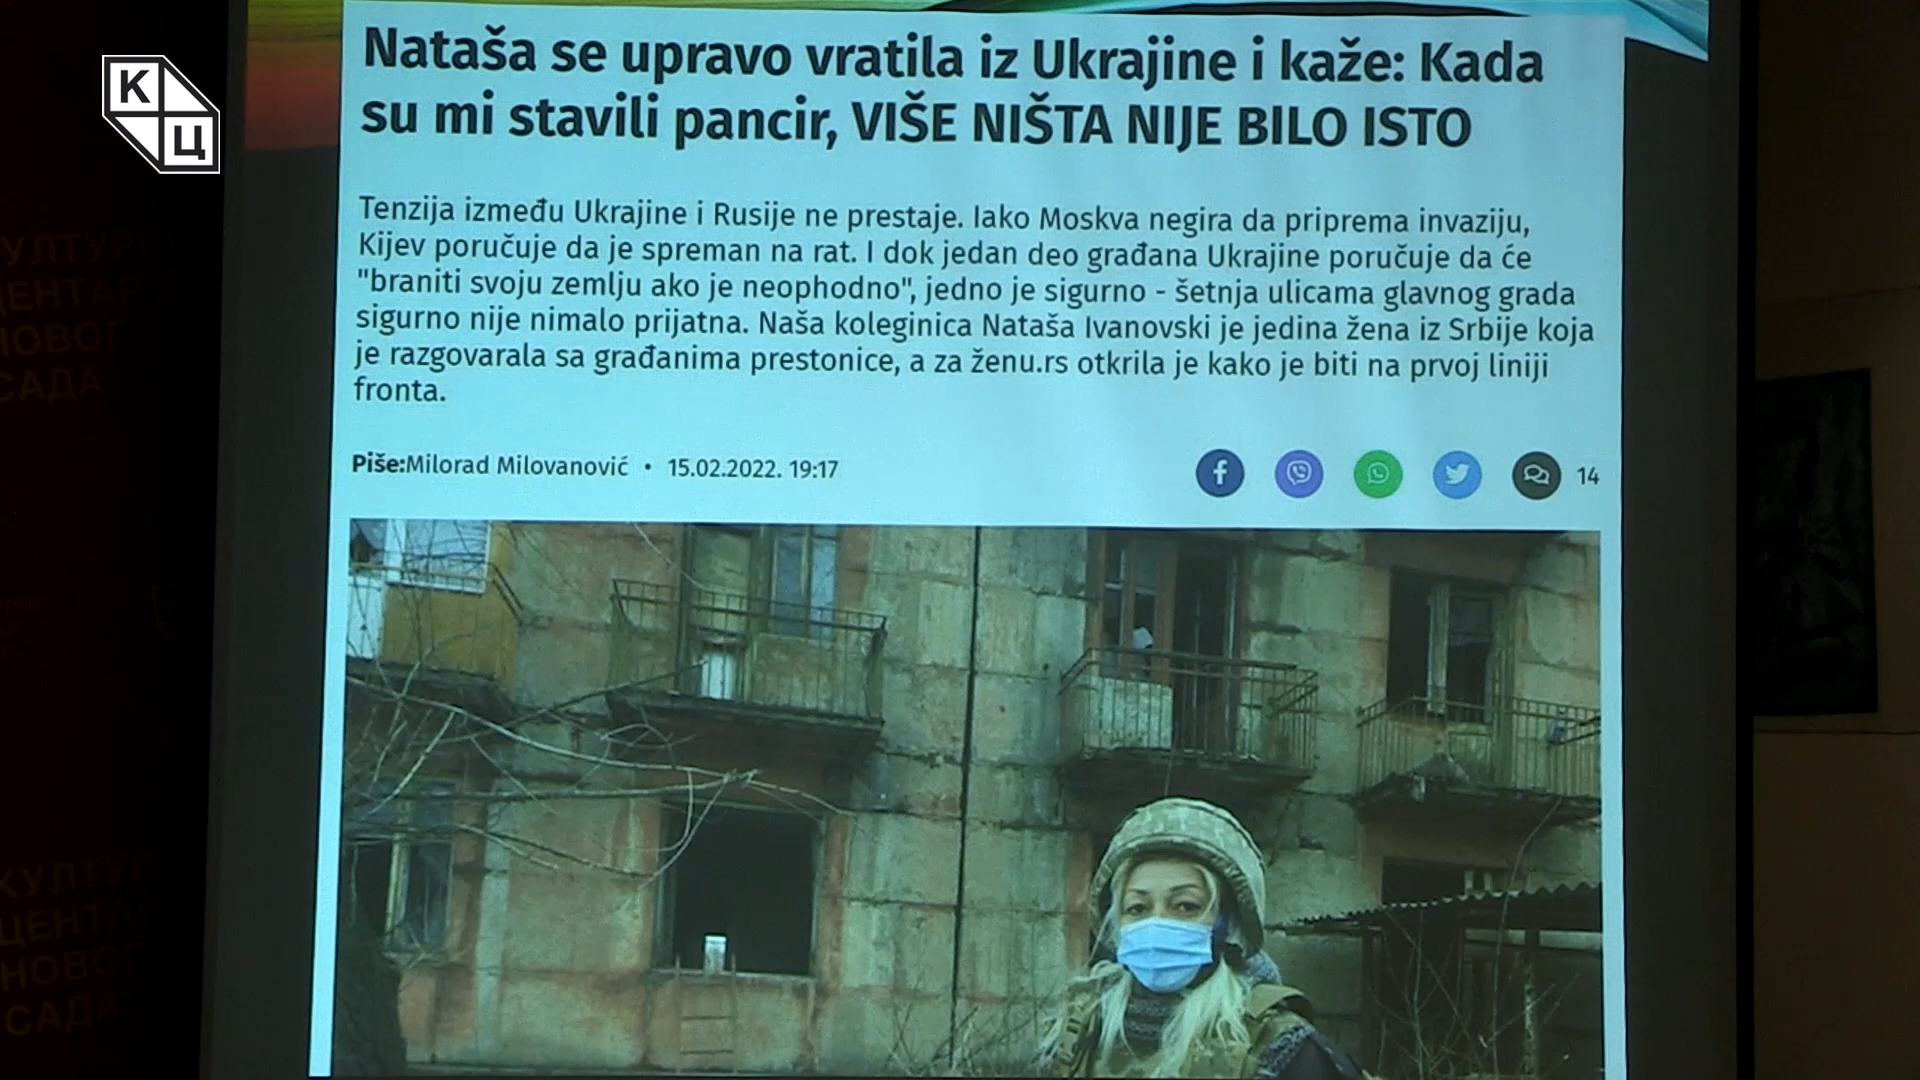 К
Ц
Nataša se upravo vratila iz Ukrajine i kaže: Kada
su mi stavili pancir, VIŠE NIŠTA NIJE BILO ISTO
Tenzija između Ukrajine i Rusije ne prestaje. Iako Moskva negira da priprema invaziju,
Kijev poručuje da je spreman na rat. I dok jedan deo građana Ukrajine poručuje da će
"braniti svoju zemlju ako je neophodno", jedno je sigurno - šetnja ulicama glavnog grada
sigurno nije nimalo prijatna. Naša koleginica Nataša Ivanovski je jedina žena iz Srbije koja
je razgovarala sa građanima prestonice, a za ženu.rs otkrila je kako je biti na prvoj liniji
fronta.
Piše:Milorad Milovanović • 15.02.2022. 19:17
14
САДА
НОВОГ
САДА